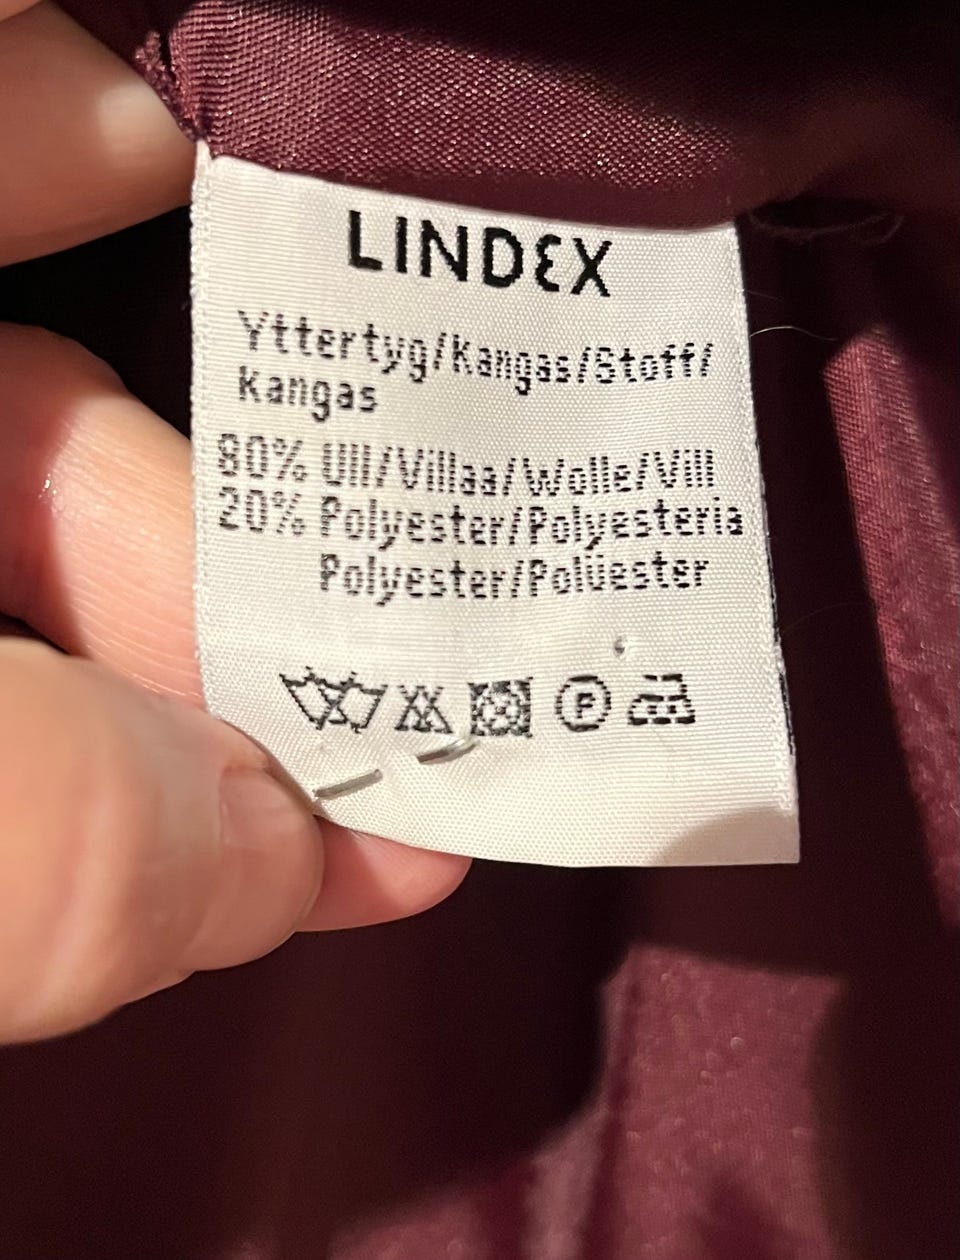 LINDEX
Yttertyg/Kangas/Stoff/
Kangas
80% Ull/Villaa/Wolle/Vill
20% Polyester/Polyesteria
Polyester/Polüester
P